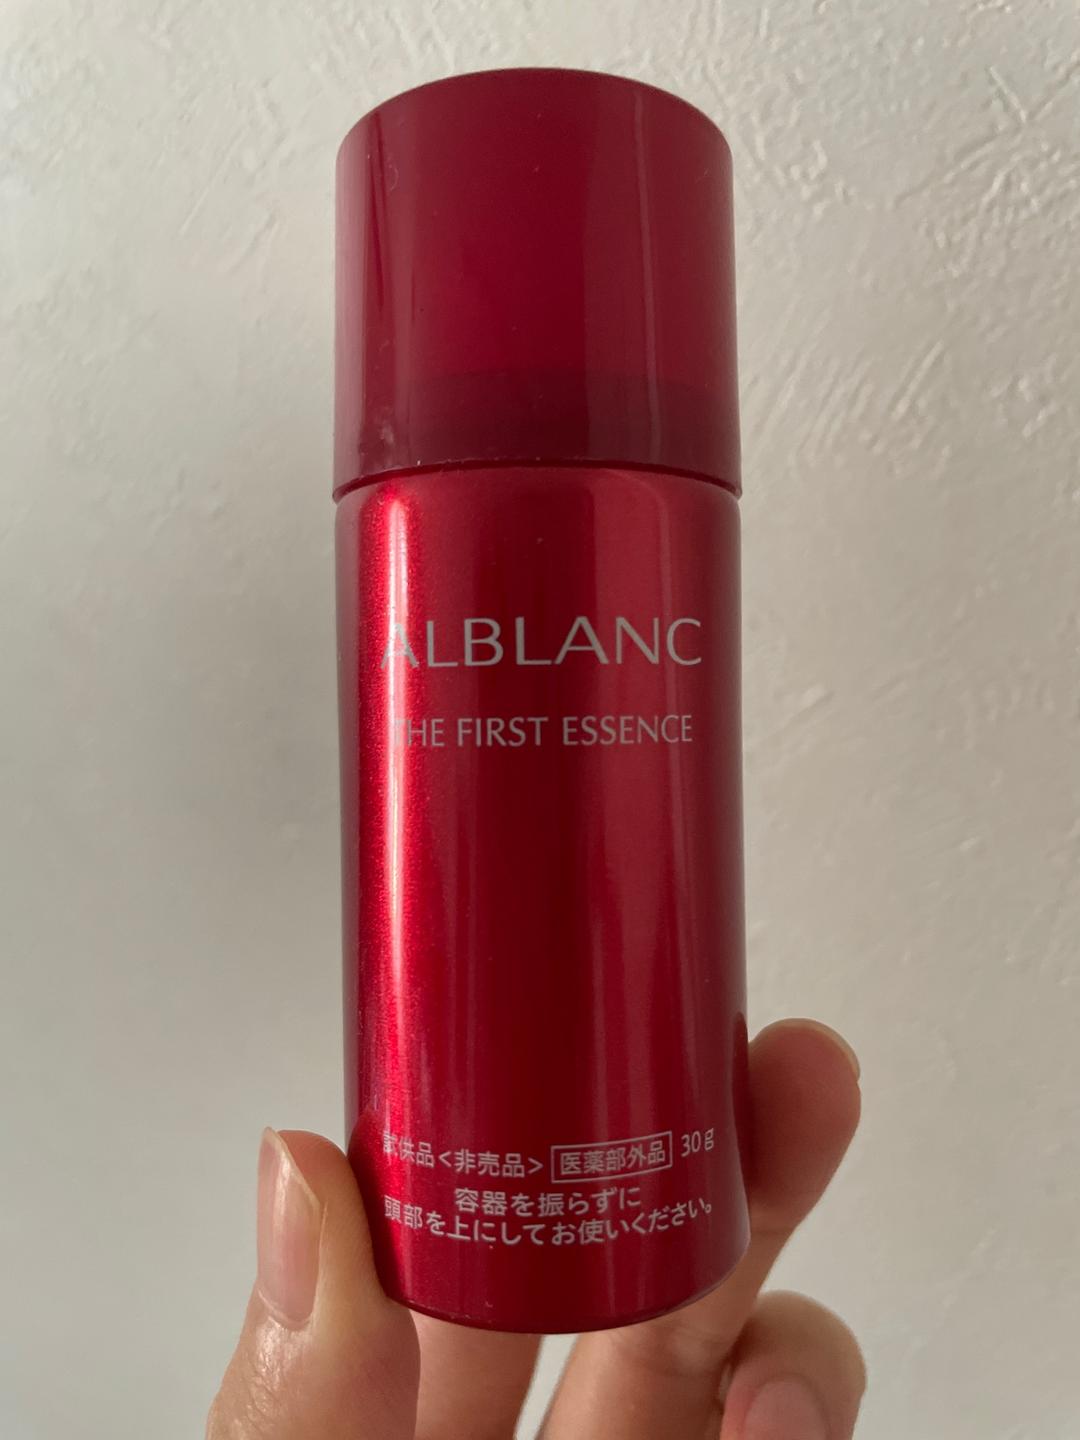 ALBLANC
THE FIRST ESSENCE
試供品<非売品> 医薬部外品 30g
容器を振らずに
頭部を上にしてお使いください。